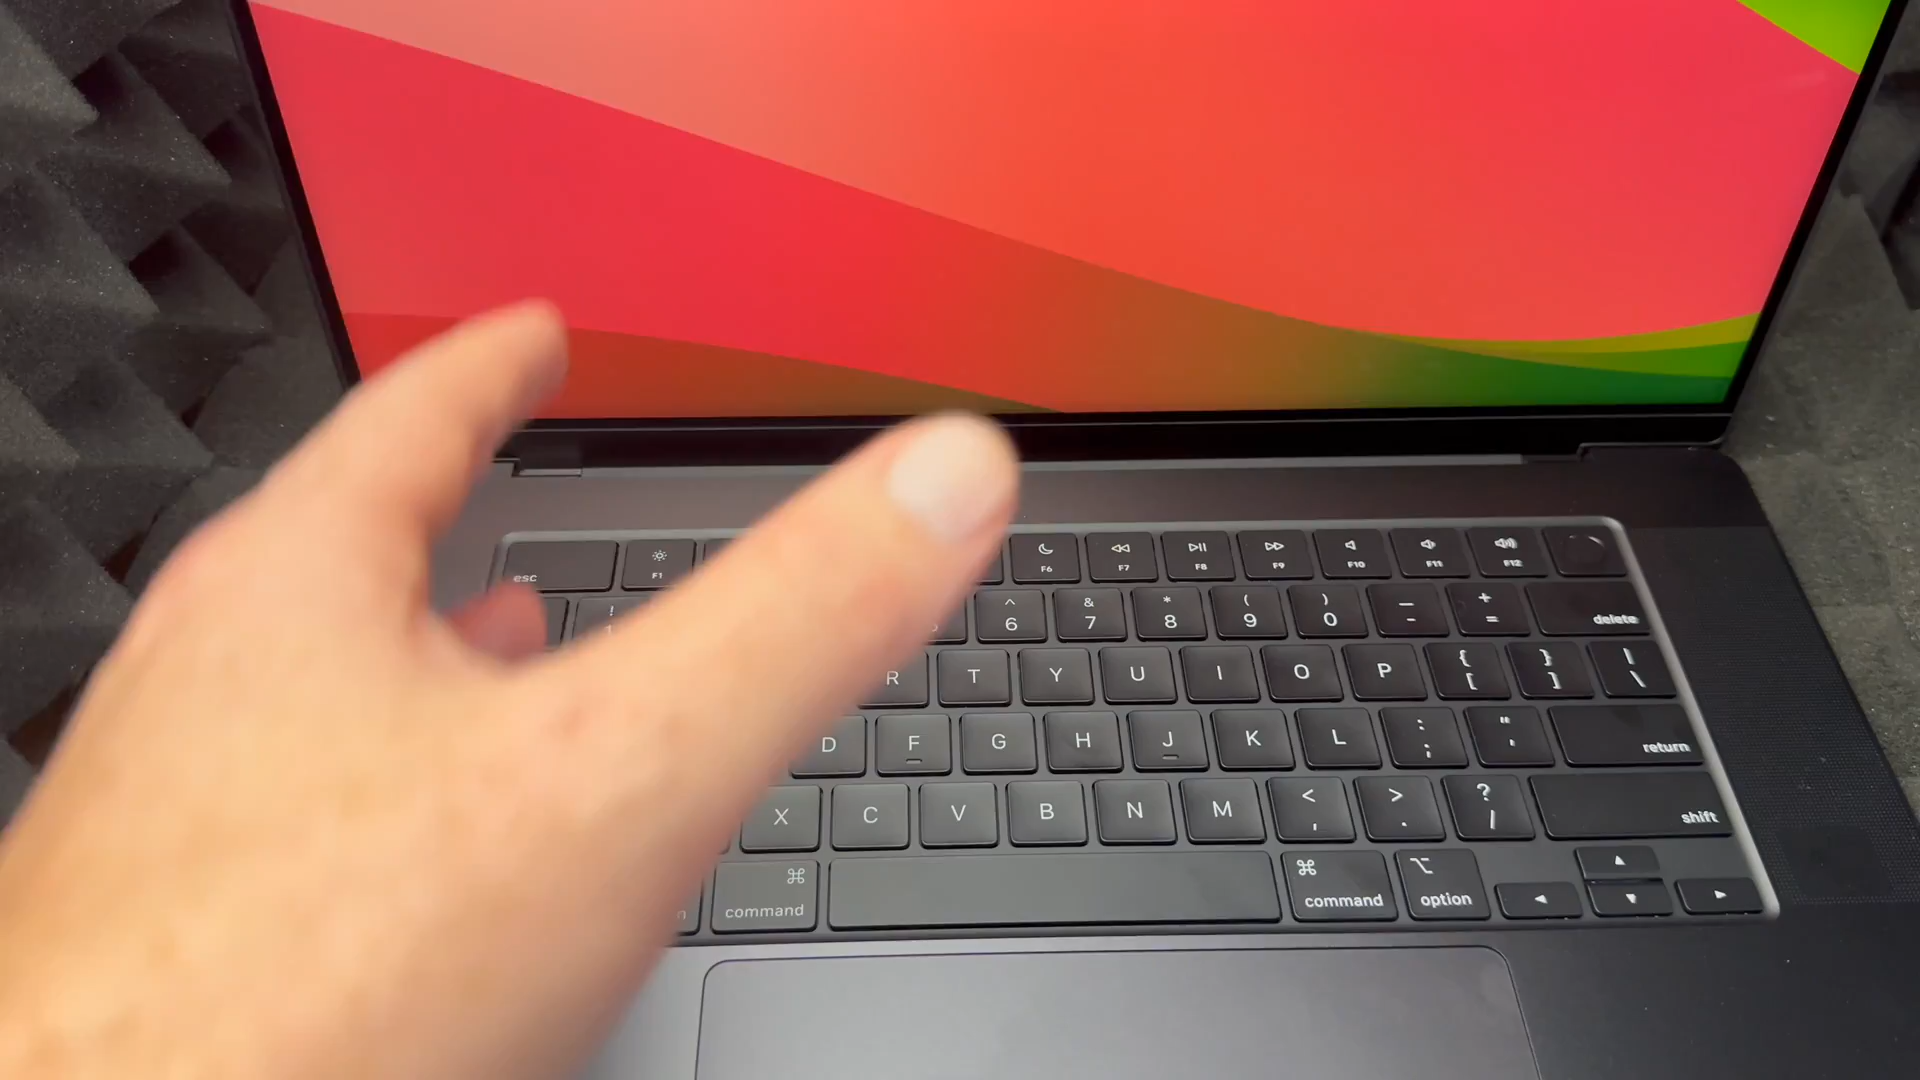 esc F1 F6 F7 F8 F9 F10 F11 F12
! ^ 6 & 7 * 8 ( 9 ) 0 — - + = delete
R T Y U I O P { [ } ] | \
D F G H J K L : ; " ' return
X C V B N M < , > . ? / shift
⌘ command ⌘ command ⌥ option